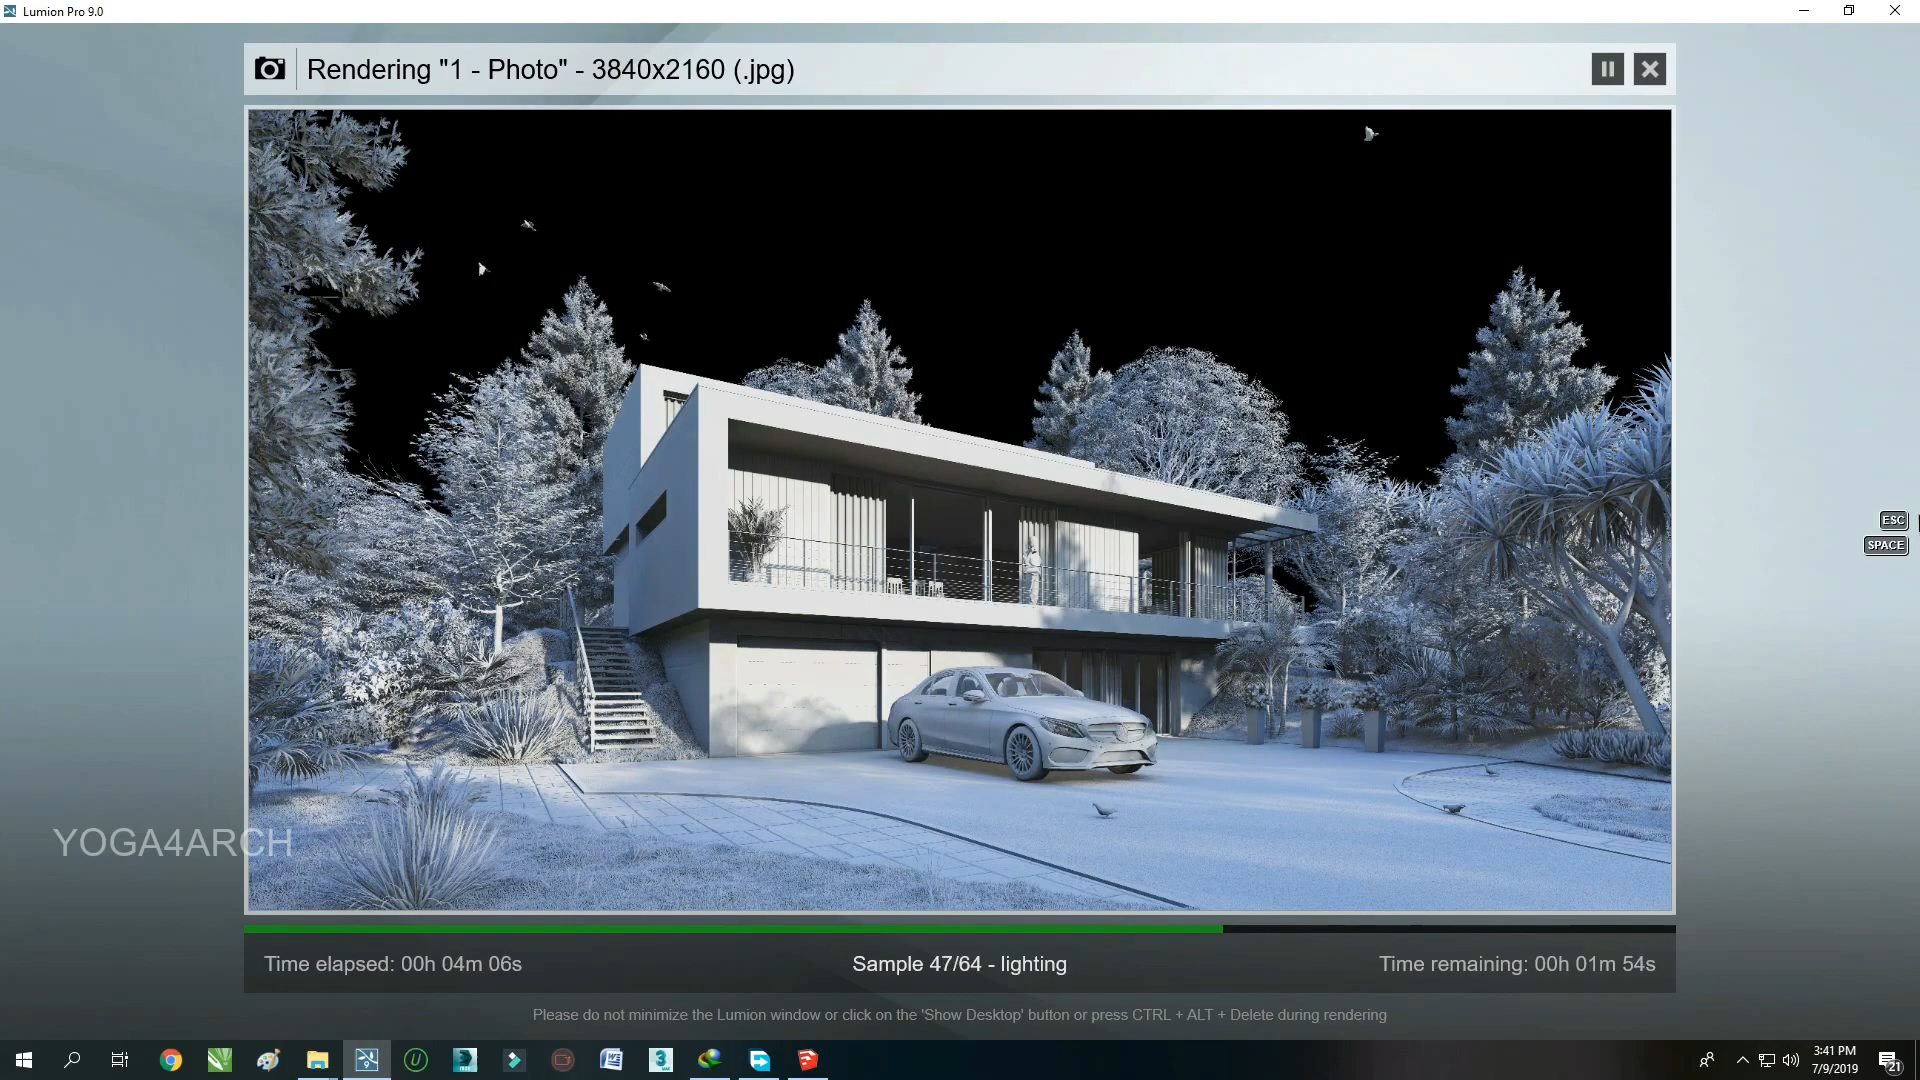 Lumion Pro 9.0
Rendering "1 - Photo" - 3840x2160 (.jpg)
ESC
SPACE
YOGA4ARCH
Time elapsed: 00h 04m 06s
Sample 47/64 - lighting
Time remaining: 00h 01m 54s
Please do not minimize the Lumion window or click on the 'Show Desktop' button or press CTRL + ALT + Delete during rendering
3:41 PM
7/9/2019
21